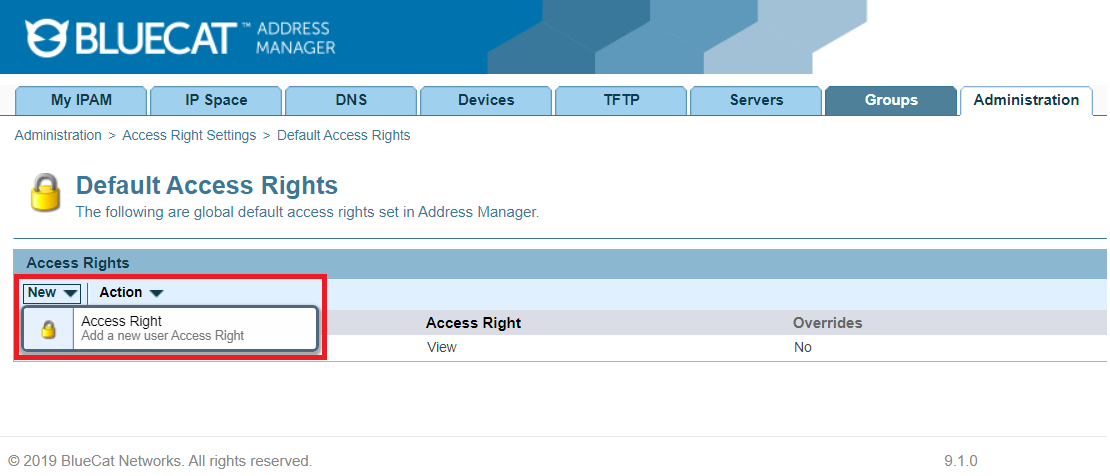 BLUECAT™ ADDRESS MANAGER
My IPAM IP Space DNS Devices TFTP Servers Groups Administration
Administration > Access Right Settings > Default Access Rights
Default Access Rights
The following are global default access rights set in Address Manager.
Access Rights
New Action
Access Right
Add a new user Access Right
Access Right Overrides
View No
© 2019 BlueCat Networks. All rights reserved. 9.1.0